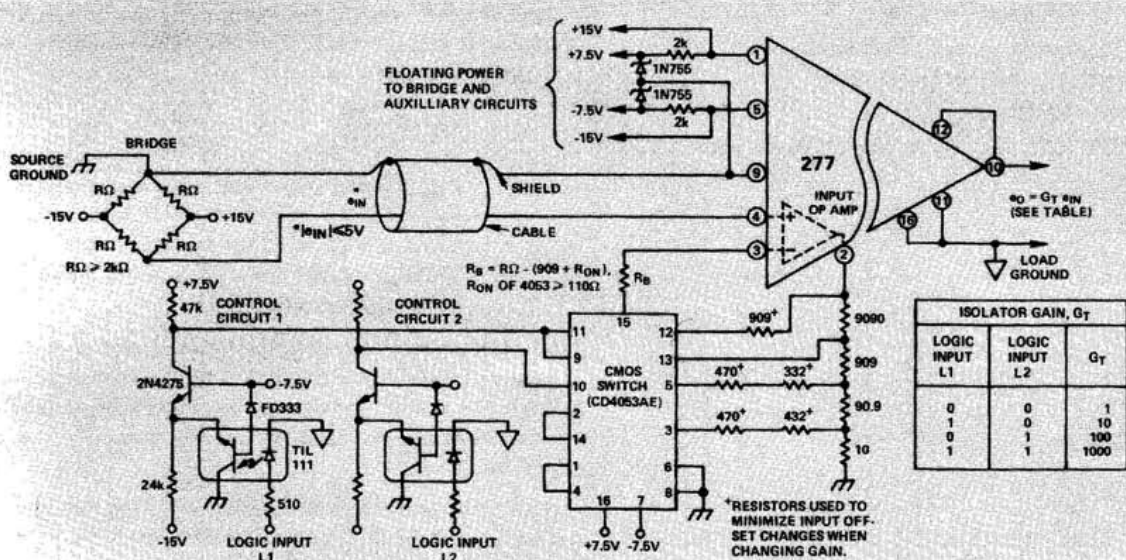 +15V
+7.5V
2k
1
1N755
FLOATING POWER
TO BRIDGE AND
AUXILLIARY CIRCUITS
1N755
-7.5V
2k
5
-15V
12
277
10
SOURCE
GROUND
BRIDGE
RΩ
RΩ
-15V
+15V
RΩ
RΩ
RΩ ⩾ 2kΩ
*
eIN
*|eIN|⩽5V
SHIELD
CABLE
9
4
3
INPUT
OP AMP
+
−
2
16
11
eO = GT eIN
(SEE TABLE)
LOAD
GROUND
RB = RΩ - (909 + RON),
RON OF 4053 ⩾ 110Ω
RB
+7.5V
47k
CONTROL
CIRCUIT 1
CONTROL
CIRCUIT 2
2N4275
-7.5V
FD333
TIL
111
24k
510
-15V
LOGIC INPUT
L1
LOGIC INPUT
L2
15
11
9
10
2
14
1
4
16
7
12
13
5
3
6
8
CMOS
SWITCH
(CD4053AE)
+7.5V
-7.5V
909+
470+
332+
470+
432+
9090
909
90.9
10
+RESISTORS USED TO
MINIMIZE INPUT OFF-
SET CHANGES WHEN
CHANGING GAIN.
ISOLATOR GAIN, GT
LOGIC INPUT L1 LOGIC INPUT L2 GT
0 0 1
1 0 10
0 1 100
1 1 1000